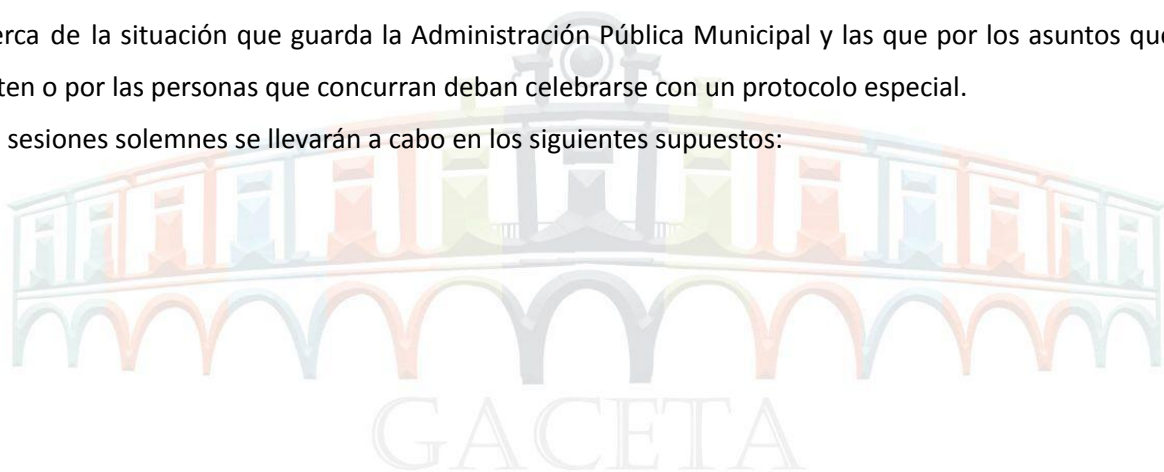 erca de la situación que guarda la Administración Pública Municipal y las que por los asuntos que
ten o por las personas que concurran deban celebrarse con un protocolo especial.
sesiones solemnes se llevarán a cabo en los siguientes supuestos:
GACETA